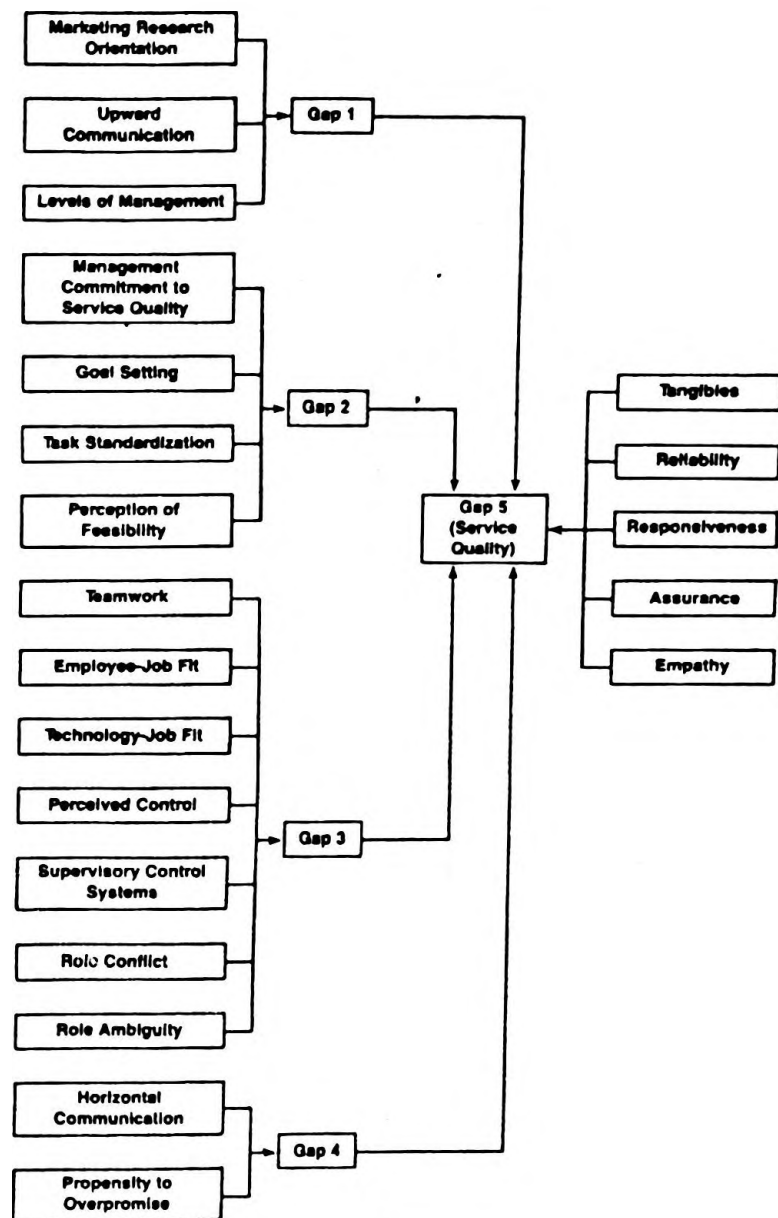 Marketing Research
Orientation
Upward
Communication
Levels of Management
Gap 1
Management
Commitment to
Service Quality
Goal Setting
Task Standardization
Perception of
Feasibility
Gap 2
Teamwork
Employee-Job Fit
Technology-Job Fit
Perceived Control
Supervisory Control
Systems
Role Conflict
Role Ambiguity
Gap 3
Horizontal
Communication
Propensity to
Overpromise
Gap 4
Gap 5
(Service
Quality)
Tangibles
Reliability
Responsiveness
Assurance
Empathy